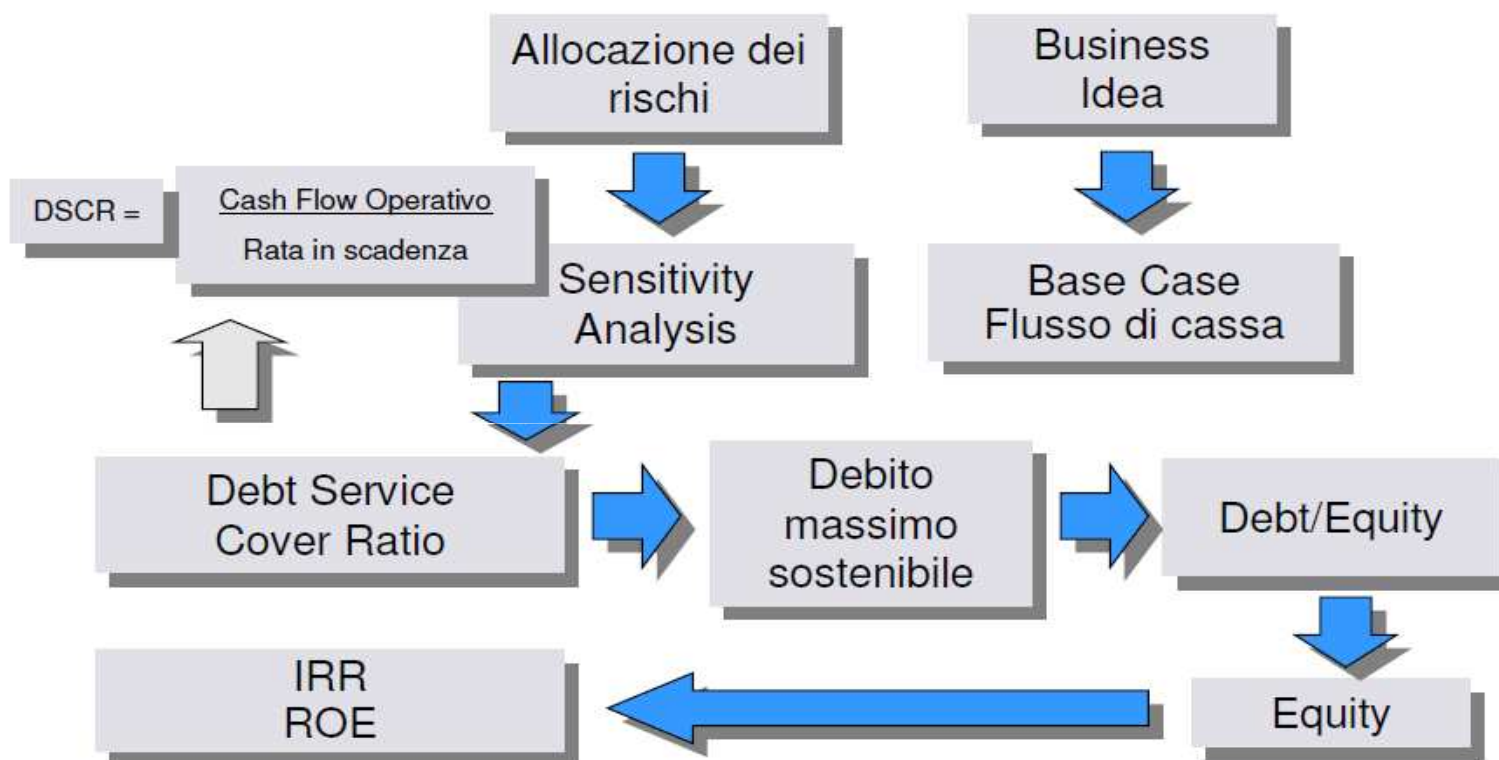 Allocazione dei
rischi
Business
Idea
DSCR =
Cash Flow Operativo
Rata in scadenza
Sensitivity
Analysis
Base Case
Flusso di cassa
Debt Service
Cover Ratio
Debito
massimo
sostenibile
Debt/Equity
IRR
ROE
Equity